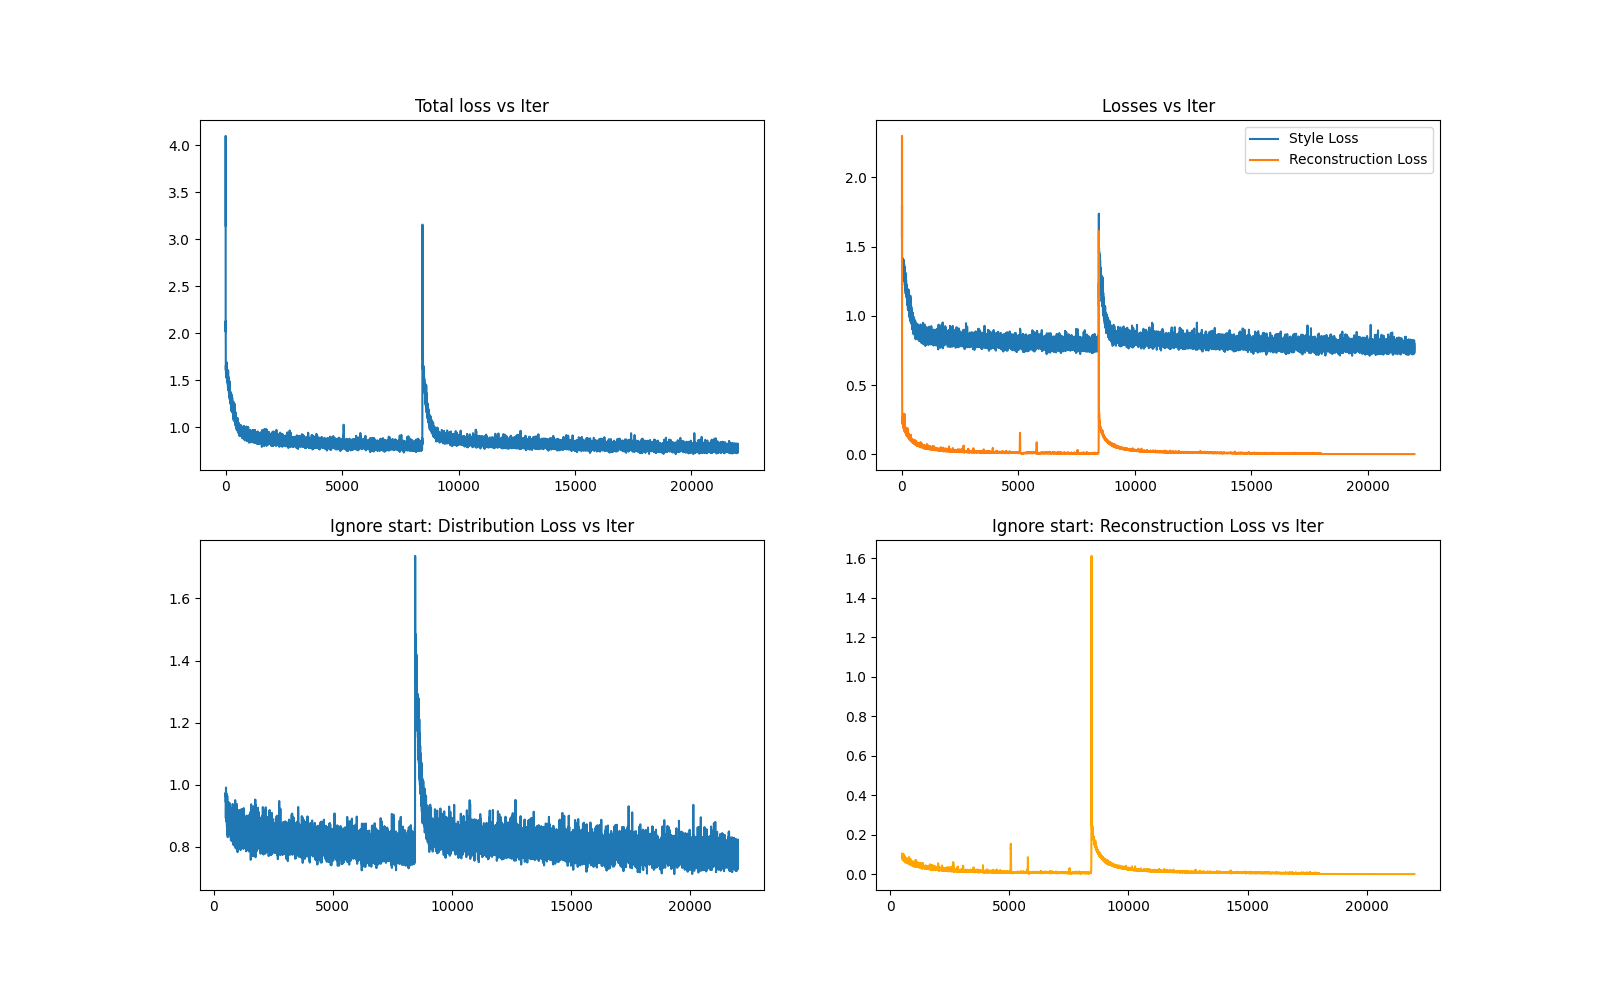 Total loss vs Iter
4.0
3.5
3.0
2.5
2.0
1.5
1.0
0 5000 10000 15000 20000
Losses vs Iter
Style Loss
Reconstruction Loss
2.0
1.5
1.0
0.5
0.0
0 5000 10000 15000 20000
Ignore start: Distribution Loss vs Iter
1.6
1.4
1.2
1.0
0.8
0 5000 10000 15000 20000
Ignore start: Reconstruction Loss vs Iter
1.6
1.4
1.2
1.0
0.8
0.6
0.4
0.2
0.0
0 5000 10000 15000 20000